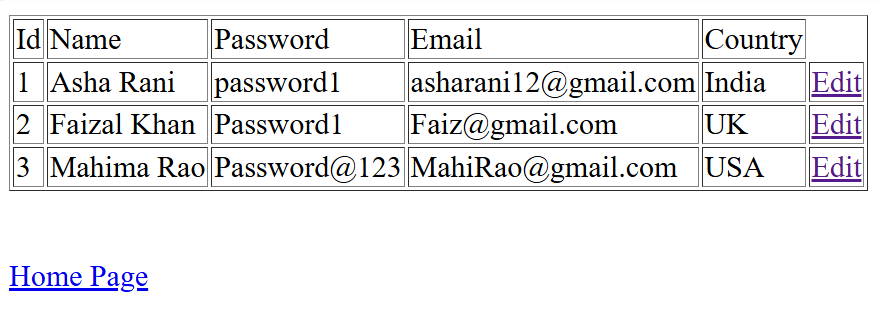 Id Name Password Email Country
1 Asha Rani password1 asharani12@gmail.com India Edit
2 Faizal Khan Password1 Faiz@gmail.com UK Edit
3 Mahima Rao Password@123 MahiRao@gmail.com USA Edit
Home Page